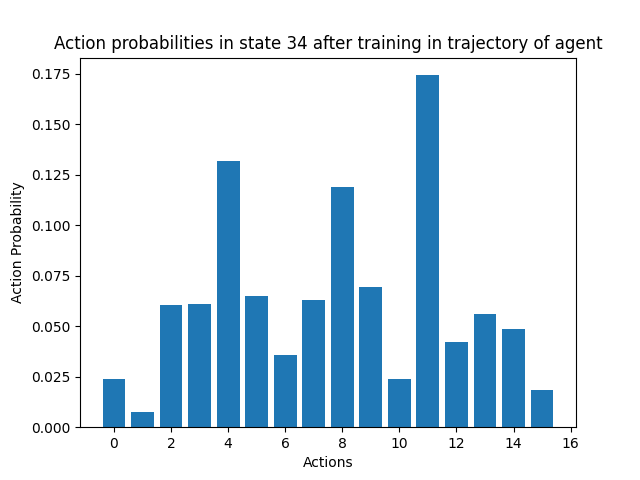 Action probabilities in state 34 after training in trajectory of agent
0.175
0.150
0.125
0.100
0.075
0.050
0.025
0.000
Action Probability
0 2 4 6 8 10 12 14 16
Actions